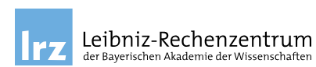 lrz
Leibniz-Rechenzentrum
der Bayerischen Akademie der Wissenschaften